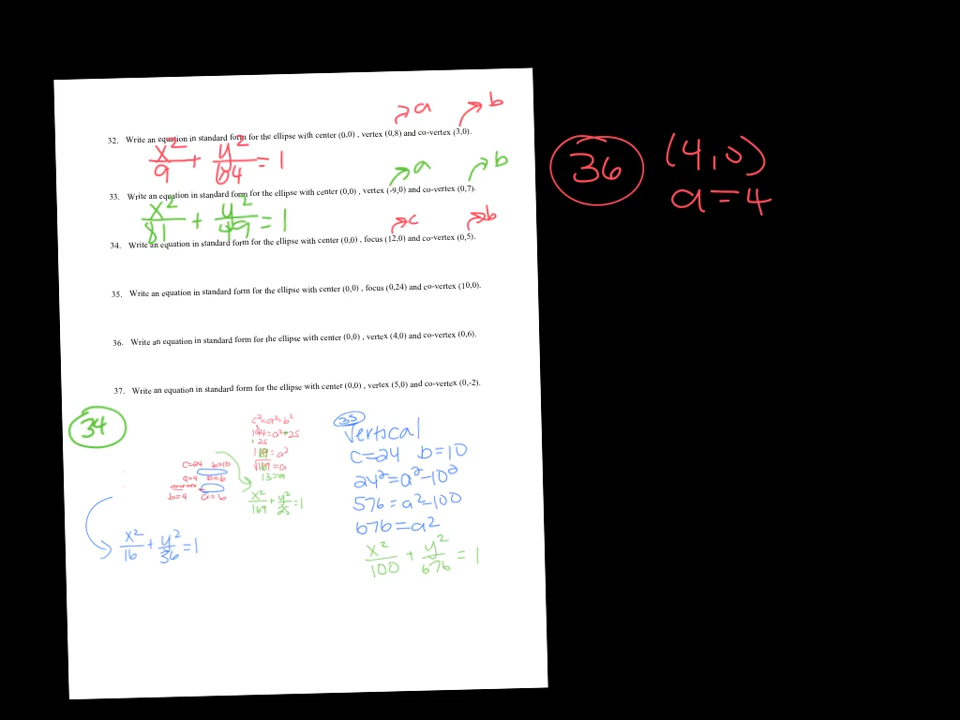 a b
32. Write an equation in standard form for the ellipse with center (0,0) , vertex (0,8) and co-vertex (3,0).
x²/9 + y²/64 = 1
a b
33. Write an equation in standard form for the ellipse with center (0,0) , vertex (-9,0) and co-vertex (0,7).
x²/81 + y²/49 = 1
c b
34. Write an equation in standard form for the ellipse with center (0,0) , focus (12,0) and co-vertex (0,5).
35. Write an equation in standard form for the ellipse with center (0,0) , focus (0,24) and co-vertex (10,0).
36. Write an equation in standard form for the ellipse with center (0,0) , vertex (4,0) and co-vertex (0,6).
37. Write an equation in standard form for the ellipse with center (0,0) , vertex (5,0) and co-vertex (0,-2).
34
c²=a²-b²
144=a²-25
169=a²
√169=a
13=a
x²/169 + y²/25 = 1
c=24 b=10
a=4 b=6
b=4 a=6
x²/16 + y²/36 = 1
35
Vertical
c=24 b=10
24²=a²-10²
576=a²-100
676=a²
x²/100 + y²/676 = 1
36 (4,0)
a=4